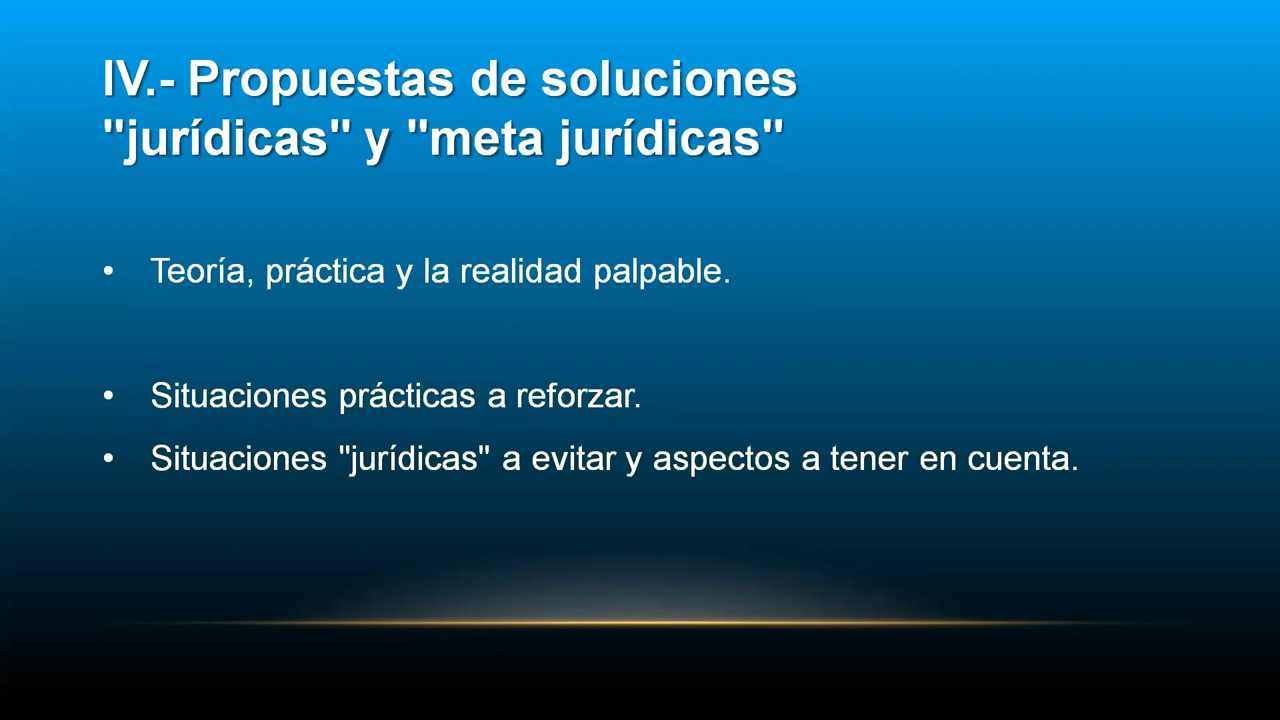 IV.- Propuestas de soluciones
"jurídicas" y "meta jurídicas"
• Teoría, práctica y la realidad palpable.
• Situaciones prácticas a reforzar.
• Situaciones "jurídicas" a evitar y aspectos a tener en cuenta.